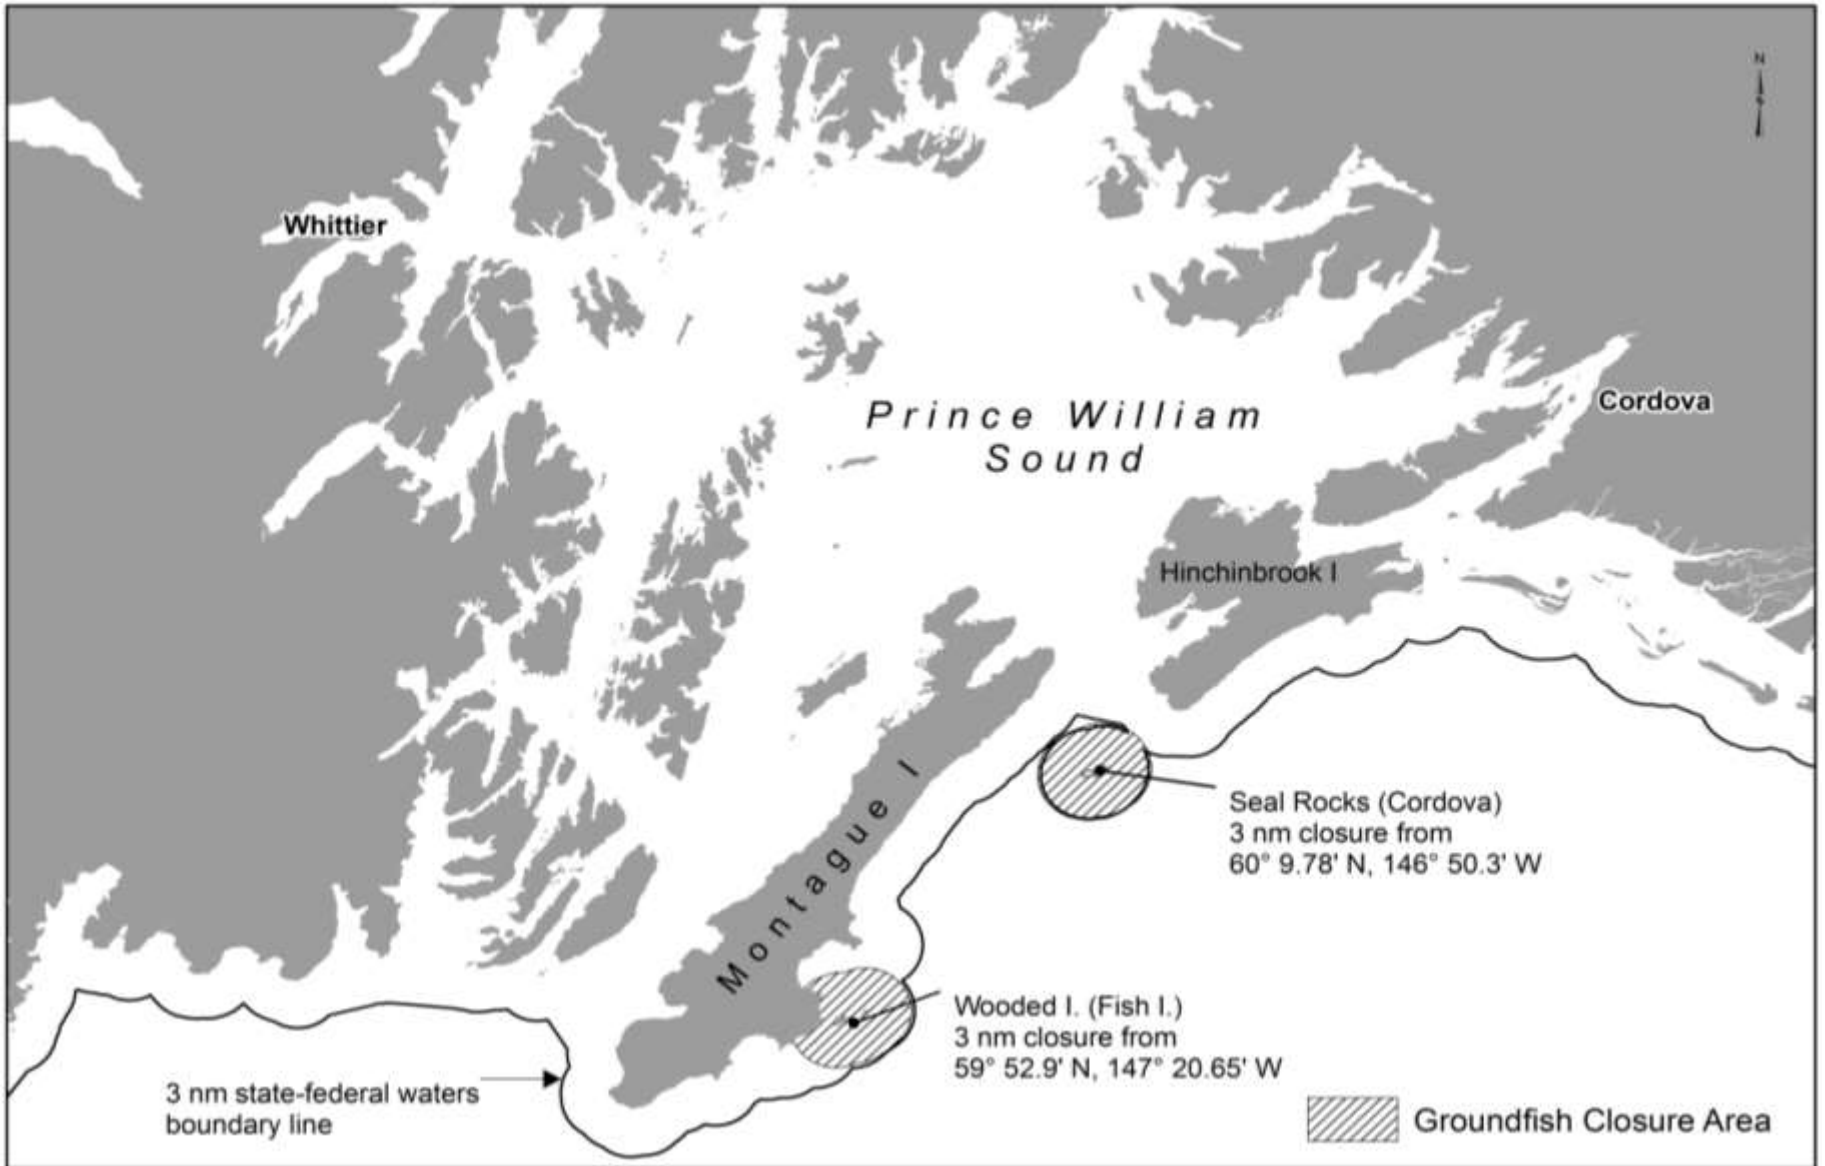 N
Whittier
Prince William
Sound
Cordova
Hinchinbrook I
Montague I
Seal Rocks (Cordova)
3 nm closure from
60° 9.78' N, 146° 50.3' W
Wooded I. (Fish I.)
3 nm closure from
59° 52.9' N, 147° 20.65' W
3 nm state-federal waters
boundary line
Groundfish Closure Area